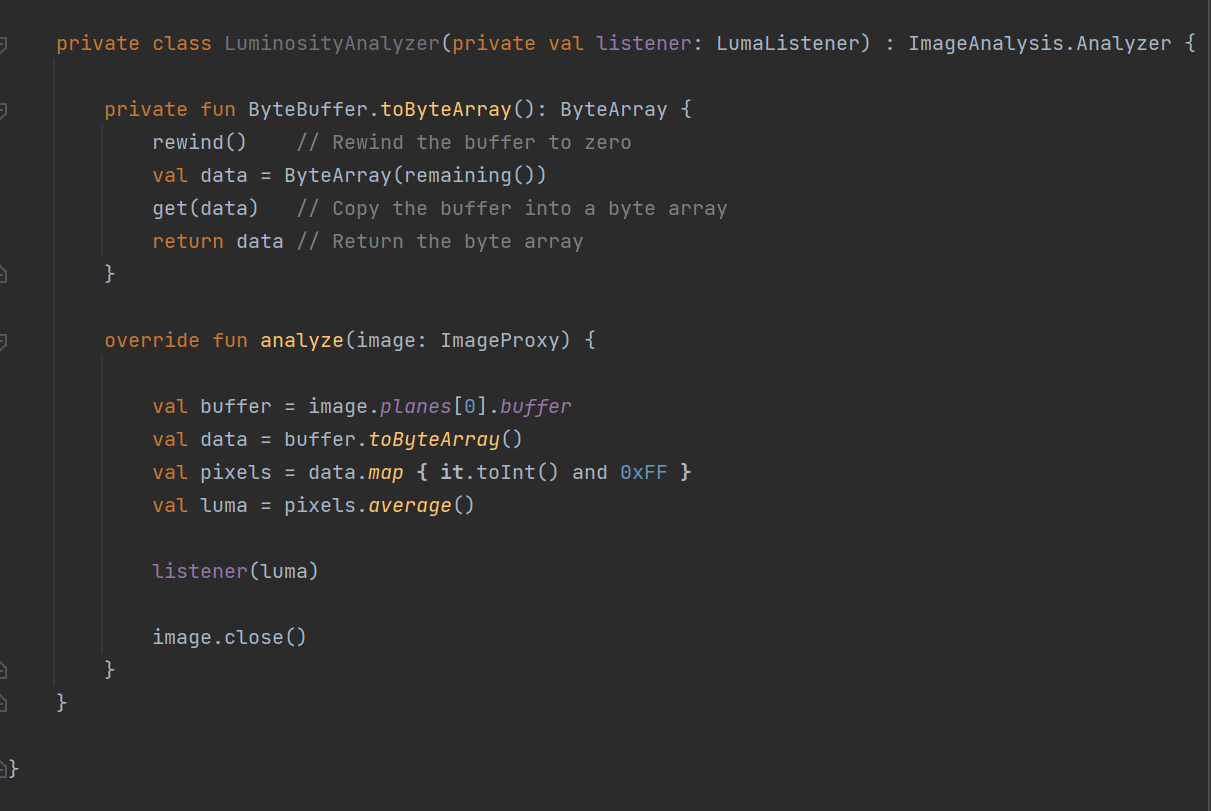 private class LuminosityAnalyzer(private val listener: LumaListener) : ImageAnalysis.Analyzer {
private fun ByteBuffer.toByteArray(): ByteArray {
rewind()    // Rewind the buffer to zero
val data = ByteArray(remaining())
get(data)   // Copy the buffer into a byte array
return data // Return the byte array
}
override fun analyze(image: ImageProxy) {
val buffer = image.planes[0].buffer
val data = buffer.toByteArray()
val pixels = data.map { it.toInt() and 0xFF }
val luma = pixels.average()
listener(luma)
image.close()
}
}
}